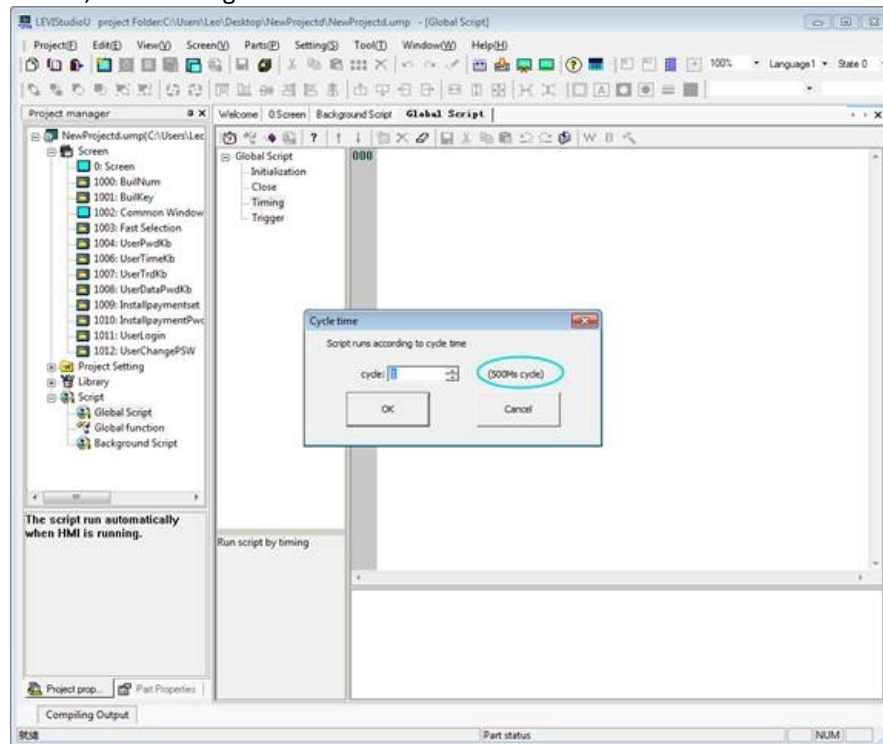 LEVIStudioU project Folder:C:\Users\Leo\Desktop\NewProjectd\NewProjectd.ump - [Global Script]
Project(F) Edit(E) View(V) Screen(V) Parts(P) Setting(S) Tool(T) Window(W) Help(H)
100% Language1 State 0
Project manager
Welcome 0:Screen Background Script Global Script
NewProjectd.ump(C:\Users\Lec
Screen
0: Screen
1000: BuilNum
1001: BuilKey
1002: Common Window
1003: Fast Selection
1004: UserPwdKb
1006: UserTimeKb
1007: UserTrdKb
1008: UserDataPwdKb
1009: Installpaymentset
1010: InstallpaymentPwc
1011: UserLogin
1012: UserChangePSW
Project Setting
Library
Script
Global Script
Global function
Background Script
The script run automatically
when HMI is running.
W B
Global Script
Initialization
Close
Timing
Trigger
000
Run script by timing
Cycle time
Script runs according to cycle time
cycle: (500Ms cycle)
OK Cancel
Project prop... Part Properties
Compiling Output
就绪 Part status NUM